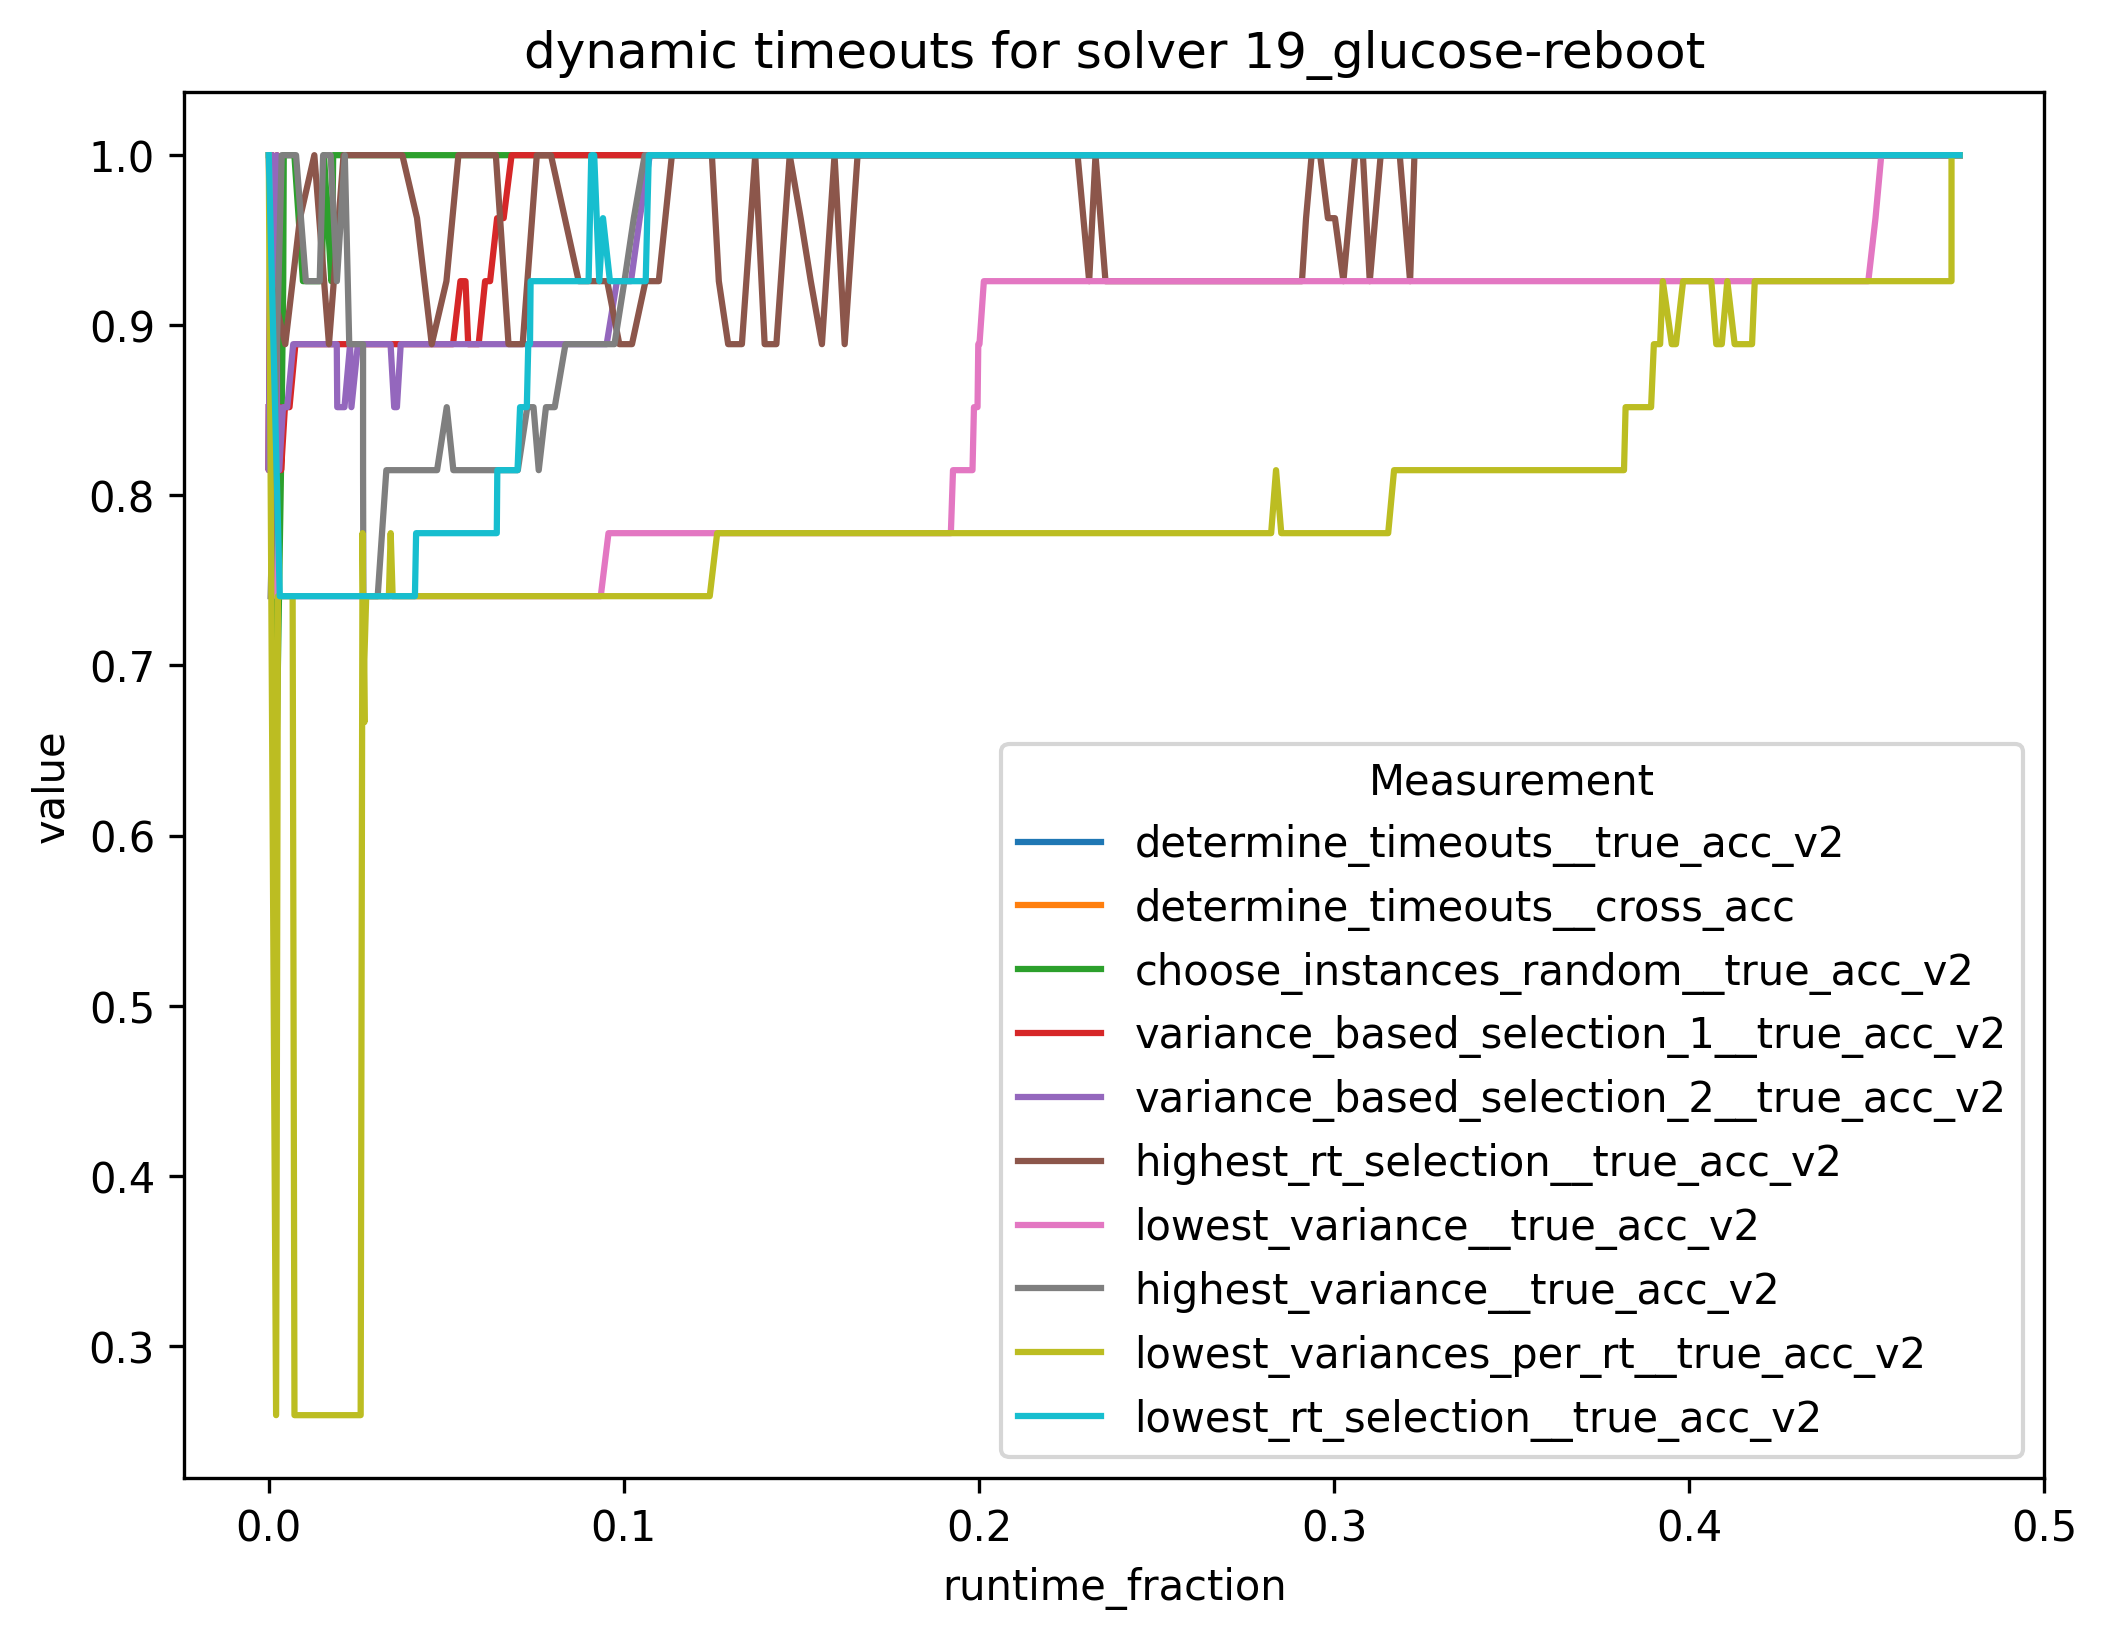 dynamic timeouts for solver 19_glucose-reboot
1.0
0.9
0.8
0.7
0.6
0.5
0.4
0.3
value
Measurement
determine_timeouts__true_acc_v2
determine_timeouts__cross_acc
choose_instances_random__true_acc_v2
variance_based_selection_1__true_acc_v2
variance_based_selection_2__true_acc_v2
highest_rt_selection__true_acc_v2
lowest_variance__true_acc_v2
highest_variance__true_acc_v2
lowest_variances_per_rt__true_acc_v2
lowest_rt_selection__true_acc_v2
0.0 0.1 0.2 0.3 0.4 0.5
runtime_fraction